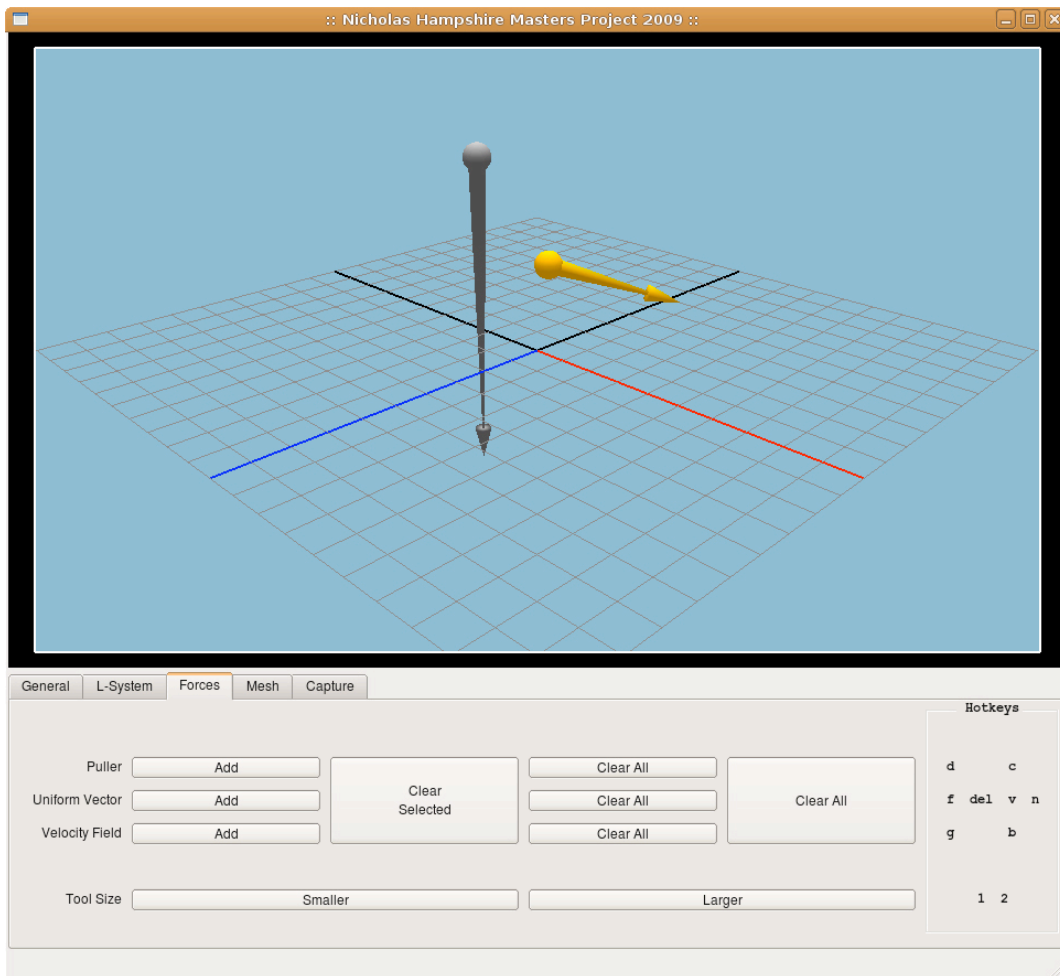 :: Nicholas Hampshire Masters Project 2009 ::
General L-System Forces Mesh Capture
Hotkeys
Puller Add Clear Selected Clear All Clear All d c
Uniform Vector Add Clear All f del v n
Velocity Field Add Clear All g b
Tool Size Smaller Larger 1 2